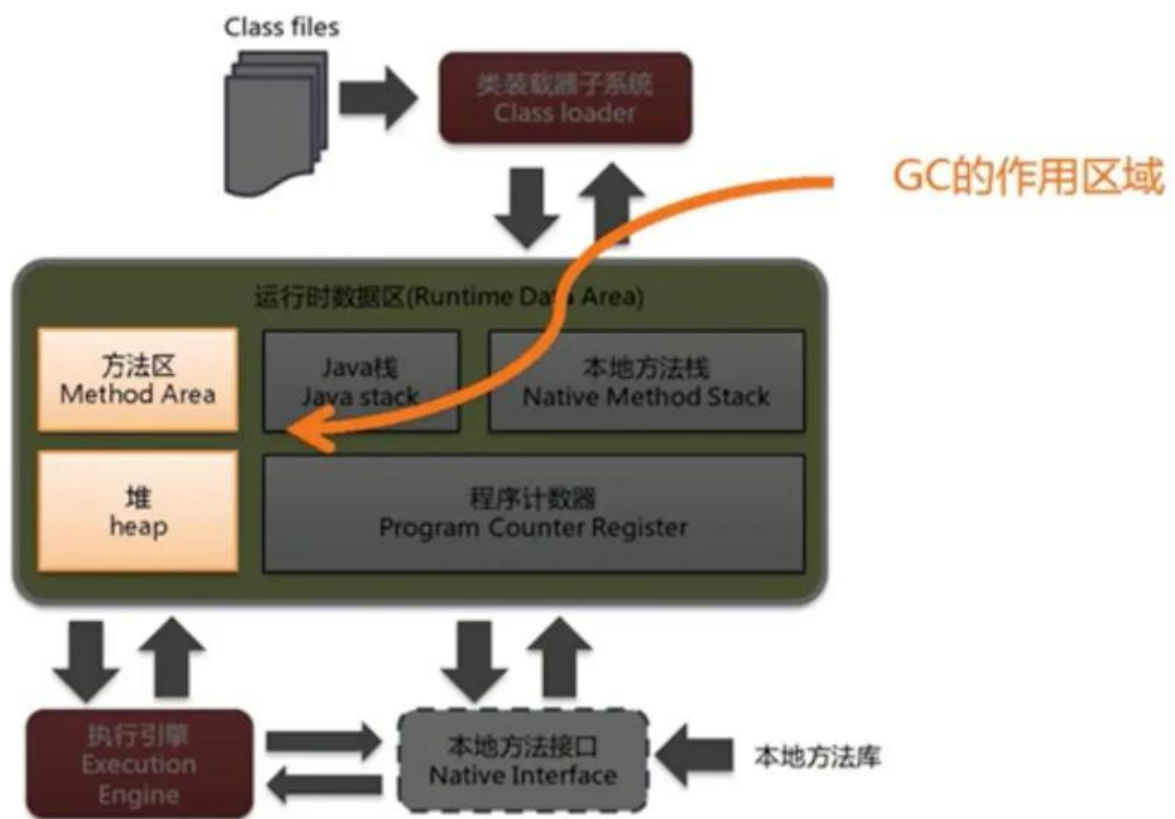 Class files
类装载器子系统
Class loader
GC的作用区域
运行时数据区(Runtime Data Area)
方法区
Method Area
Java栈
Java stack
本地方法栈
Native Method Stack
堆
heap
程序计数器
Program Counter Register
执行引擎
Execution
Engine
本地方法接口
Native Interface
本地方法库